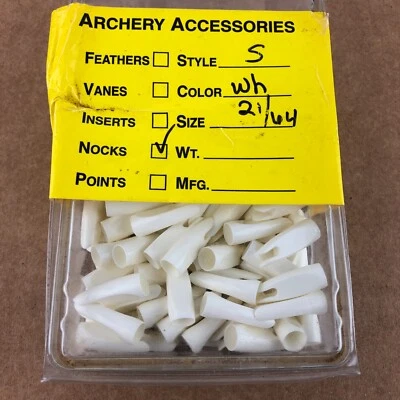 ARCHERY ACCESSORIES
FEATHERS ☐ STYLE S
VANES ☐ COLOR Wh
INSERTS ☐ SIZE 21/64
NOCKS ☑ WT.
POINTS ☐ MFG.